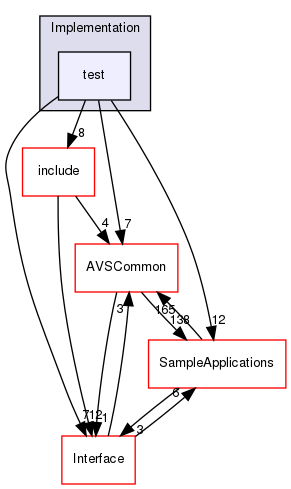 Implementation
test
8
include
4
7
AVSCommon
3
165
138
12
SampleApplications
6
7
12
1
3
Interface